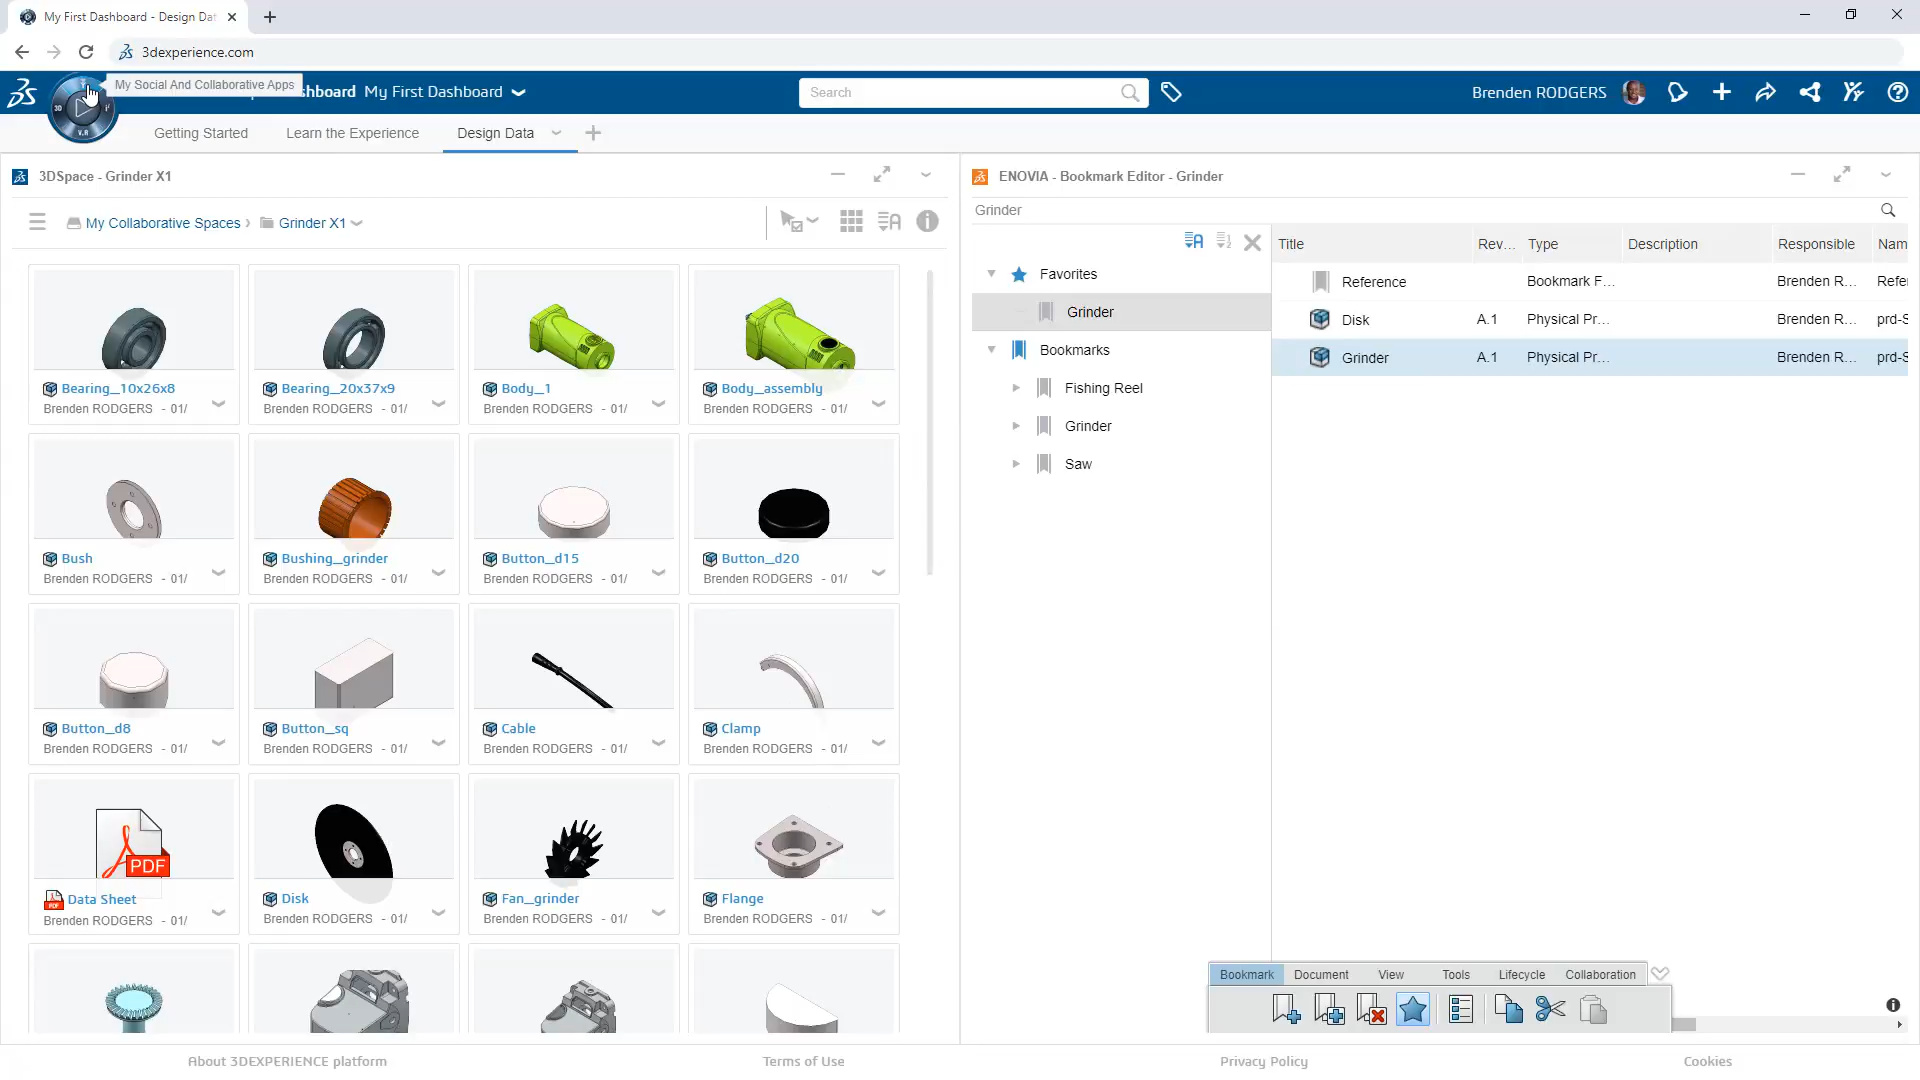 My First Dashboard - Design Dat
3dexperience.com
My Social And Collaborative Apps
hboard My First Dashboard
Search
Brenden RODGERS
3D
V.R
Getting Started
Learn the Experience
Design Data
3DSpace - Grinder X1
My Collaborative Spaces
Grinder X1
Bearing_10x26x8
Brenden RODGERS - 01/
Bearing_20x37x9
Brenden RODGERS - 01/
Body_1
Brenden RODGERS - 01/
Body_assembly
Brenden RODGERS - 01/
Bush
Brenden RODGERS - 01/
Bushing_grinder
Brenden RODGERS - 01/
Button_d15
Brenden RODGERS - 01/
Button_d20
Brenden RODGERS - 01/
Button_d8
Brenden RODGERS - 01/
Button_sq
Brenden RODGERS - 01/
Cable
Brenden RODGERS - 01/
Clamp
Brenden RODGERS - 01/
PDF
Data Sheet
Brenden RODGERS - 01/
Disk
Brenden RODGERS - 01/
Fan_grinder
Brenden RODGERS - 01/
Flange
Brenden RODGERS - 01/
ENOVIA - Bookmark Editor - Grinder
Grinder
Favorites
Grinder
Bookmarks
Fishing Reel
Grinder
Saw
Title Rev... Type Description Responsible Nam
Reference Bookmark F... Brenden R... Refer
Disk A.1 Physical Pr... Brenden R... prd-S
Grinder A.1 Physical Pr... Brenden R... prd-S
Bookmark Document View Tools Lifecycle Collaboration
About 3DEXPERIENCE platform
Terms of Use
Privacy Policy
Cookies